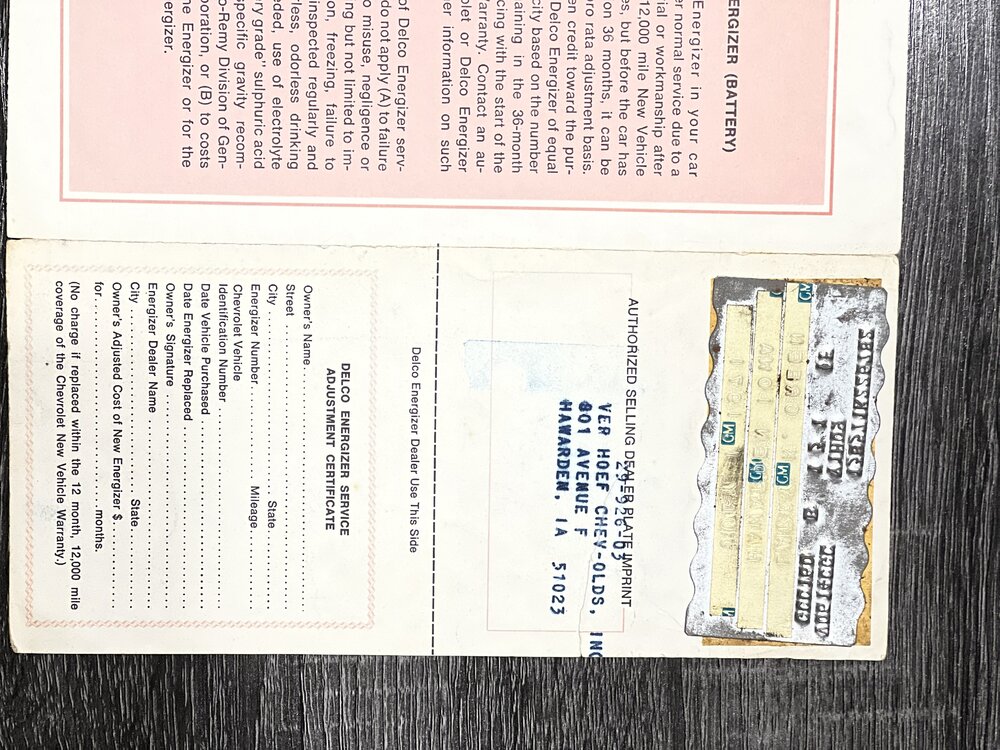 ERGIZER (BATTERY)
Energizer in your car
er normal service due to a
ial or workmanship after
12,000 mile New Vehicle
es, but before the car has
on 36 months, it can be
ro rata adjustment basis.
en credit toward the pur-
Delco Energizer of equal
city based on the number
aining in the 36-month
cing with the start of the
arranty. Contact an au-
olet or Delco Energizer
er information on such
of Delco Energizer serv-
do not apply (A) to failure
o misuse, negligence or
ng but not limited to im-
on, freezing, failure to
inspected regularly and
less, odorless drinking
ded, use of electrolyte
ry grade" sulphuric acid
specific gravity recom-
o-Remy Division of Gen-
poration, or (B) to costs
he Energizer or for the
ergizer.
GM
GM
GM
GM
AUTHORIZED SELLING DEALER PLATE IMPRINT
29-926 03
VER HOEF CHEV-OLDS, INC
801 AVENUE F
HAWARDEN, IA 51023
Delco Energizer Dealer Use This Side
DELCO ENERGIZER SERVICE
ADJUSTMENT CERTIFICATE
Owner's Name
Street
City State
Energizer Number Mileage
Chevrolet Vehicle
Identification Number
Date Vehicle Purchased
Date Energizer Replaced
Owner's Signature
Energizer Dealer Name
City State
Owner's Adjusted Cost of New Energizer $
for months.
(No charge if replaced within the 12 month, 12,000 mile
coverage of the Chevrolet New Vehicle Warranty.)